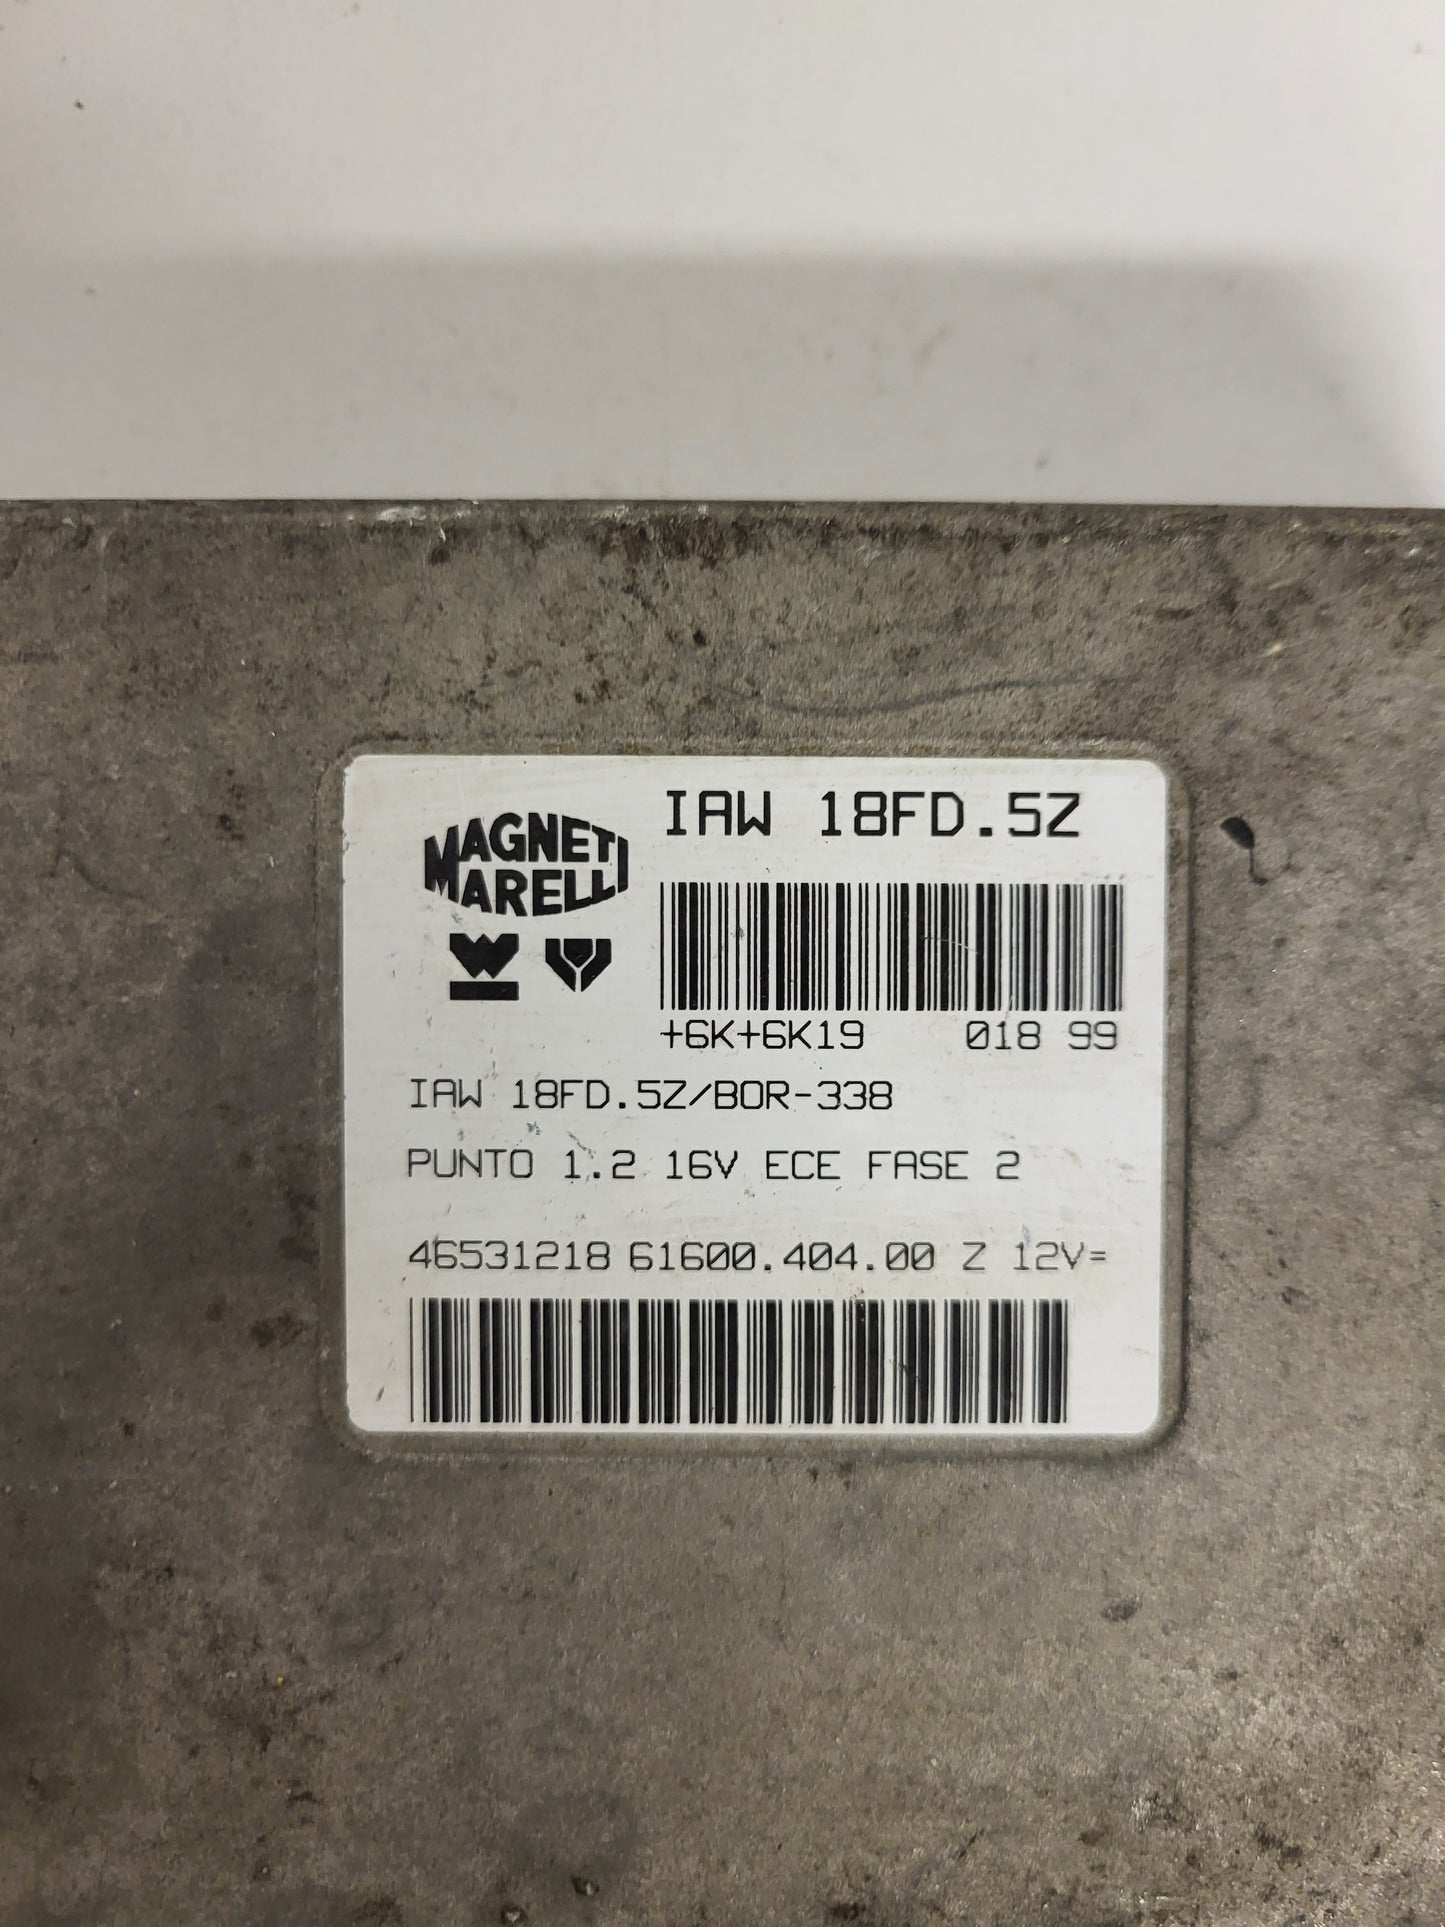 MAGNETI
MARELLI
IAW 18FD.5Z
+6K+6K19 018 99
IAW 18FD.5Z/BOR-338
PUNTO 1.2 16V ECE FASE 2
46531218 61600.404.00 Z 12V=